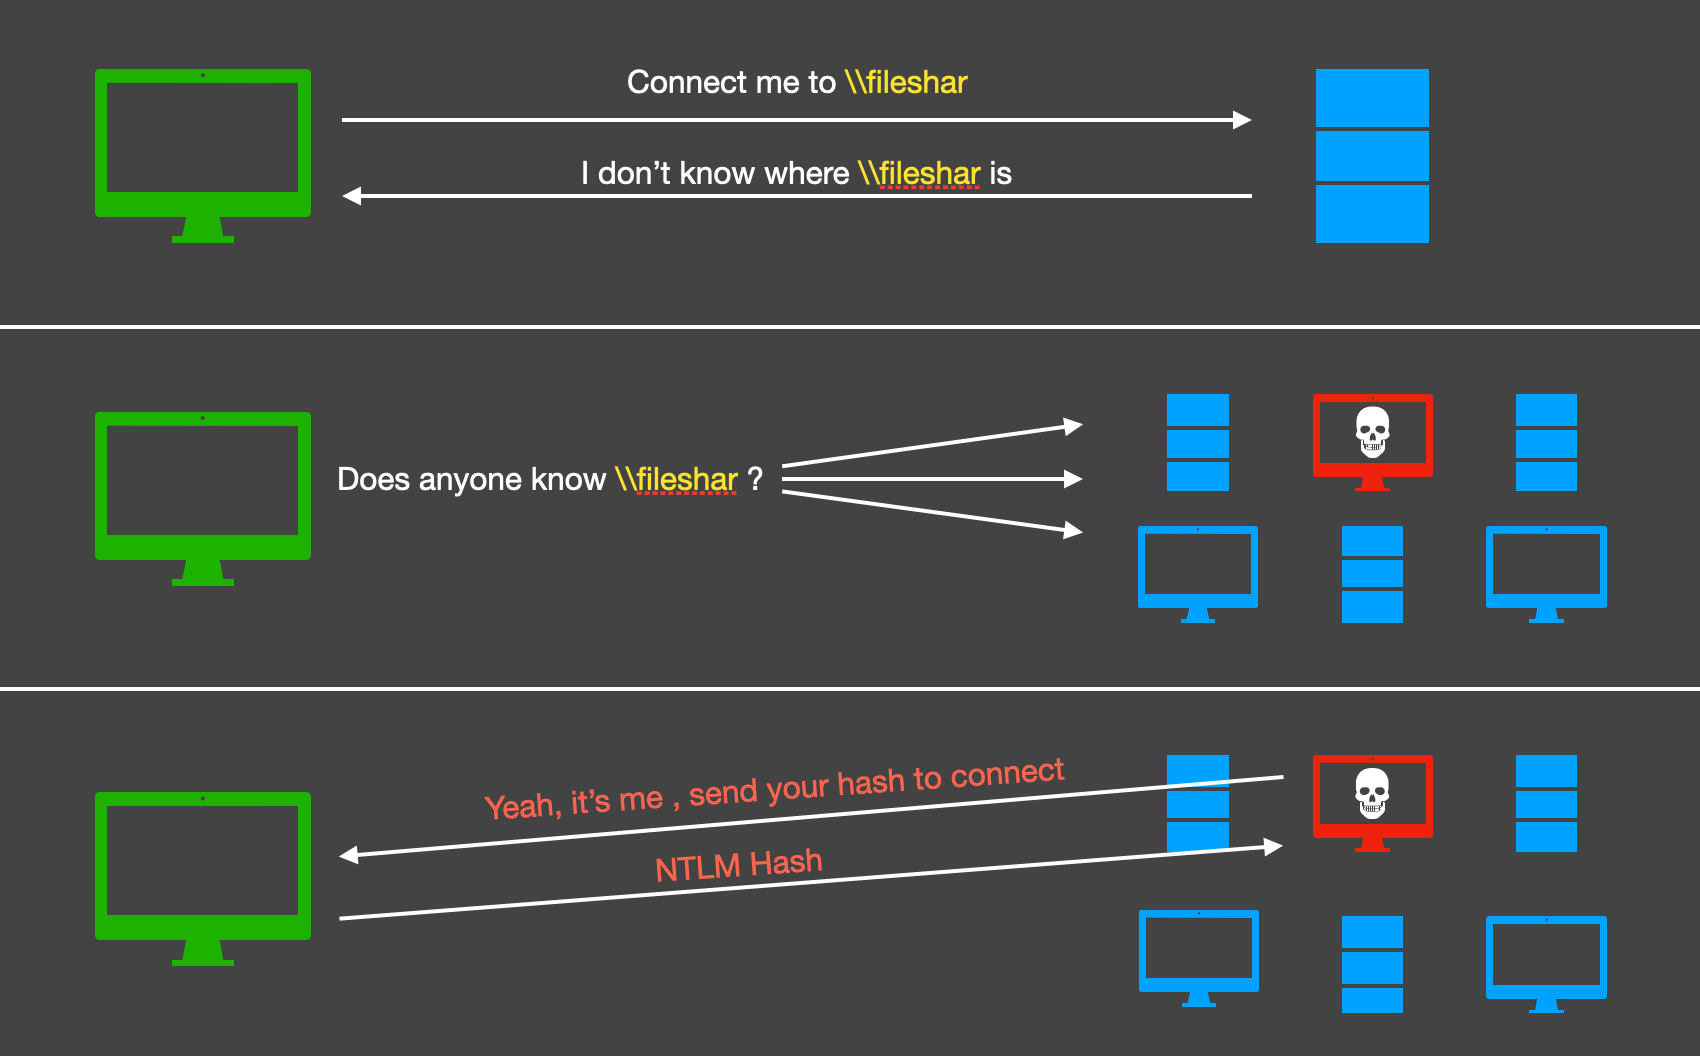 Connect me to \\fileshar
I don’t know where \\fileshar is
Does anyone know \\fileshar ?
Yeah, it’s me , send your hash to connect
NTLM Hash